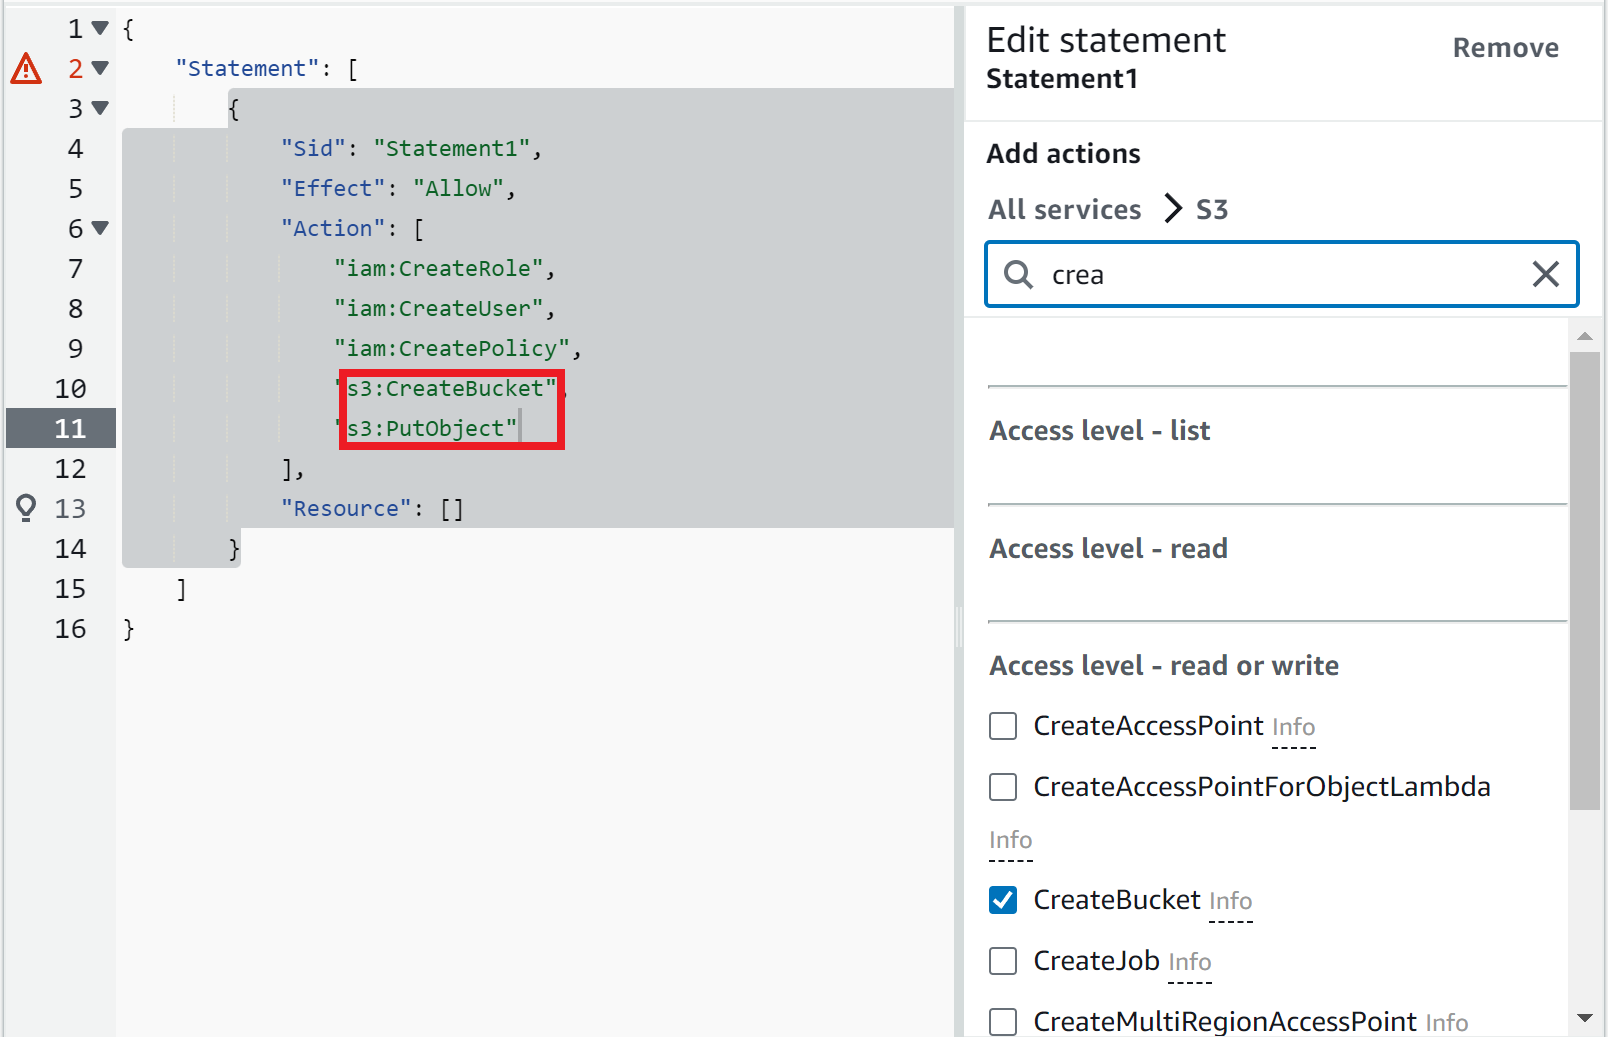 1 {
2 "Statement": [
3 {
4 "Sid": "Statement1",
5 "Effect": "Allow",
6 "Action": [
7 "iam:CreateRole",
8 "iam:CreateUser",
9 "iam:CreatePolicy",
10 "s3:CreateBucket",
11 "s3:PutObject"
12 ],
13 "Resource": []
14 }
15 ]
16 }
Edit statement
Remove
Statement1
Add actions
All services > S3
crea
Access level - list
Access level - read
Access level - read or write
CreateAccessPoint Info
CreateAccessPointForObjectLambda
Info
CreateBucket Info
CreateJob Info
CreateMultiRegionAccessPoint Info